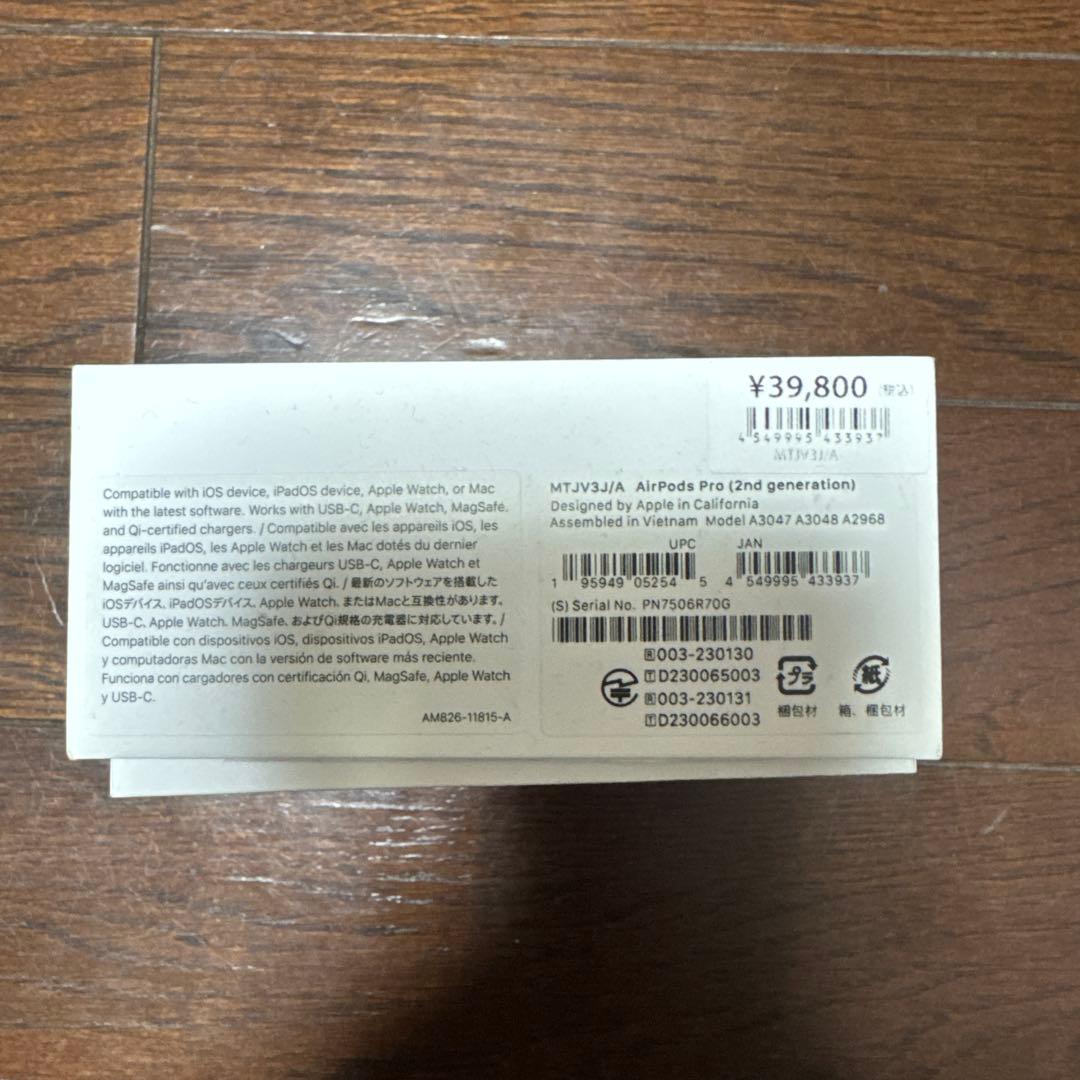 ¥39,800 (税込)
4 549995 433937
MTJV3J/A
Compatible with iOS device, iPadOS device, Apple Watch, or Mac
with the latest software. Works with USB-C, Apple Watch, MagSafe,
and Qi-certified chargers. / Compatible avec les appareils iOS, les
appareils iPadOS, les Apple Watch et les Mac dotés du dernier
logiciel. Fonctionne avec les chargeurs USB-C, Apple Watch et
MagSafe ainsi qu'avec ceux certifiés Qi. / 最新のソフトウェアを搭載した
iOSデバイス、iPadOSデバイス、Apple Watch、またはMacと互換性があります。
USB-C、Apple Watch、MagSafe、およびQi規格の充電器に対応しています。/
Compatible con dispositivos iOS, dispositivos iPadOS, Apple Watch
y computadoras Mac con la versión de software más reciente.
Funciona con cargadores con certificación Qi, MagSafe, Apple Watch
y USB-C.
AM826-11815-A
MTJV3J/A AirPods Pro (2nd generation)
Designed by Apple in California
Assembled in Vietnam Model A3047 A3048 A2968
UPC JAN
1 95949 05254 5 4 549995 433937
(S) Serial No. PN7506R70G
R 003-230130
T D230065003
R 003-230131
T D230066003
プラ
梱包材
紙
箱、梱包材